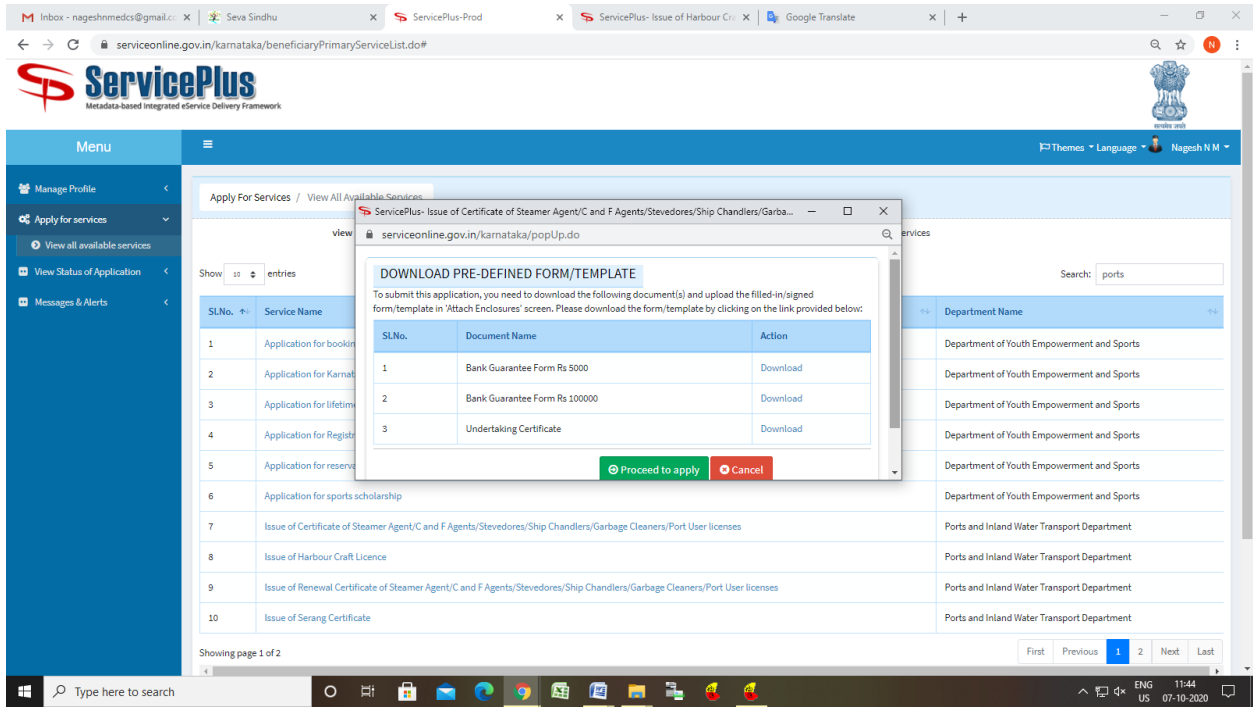 Inbox - nageshnmedcs@gmail.cc
Seva Sindhu
ServicePlus-Prod
ServicePlus- Issue of Harbour Cra
Google Translate
serviceonline.gov.in/karnataka/beneficiaryPrimaryServiceList.do#
N
ServicePlus
Metadata-based Integrated eService Delivery Framework
सत्यमेव जयते
Menu
Themes Language Nagesh N M
Manage Profile
Apply for services
View all available services
View Status of Application
Messages & Alerts
Apply For Services / View All Available Services
view
ervices
Show 10 entries
Search: ports
Sl.No. Service Name Department Name
1 Application for bookin Department of Youth Empowerment and Sports
2 Application for Karnat Department of Youth Empowerment and Sports
3 Application for lifetime Department of Youth Empowerment and Sports
4 Application for Registr Department of Youth Empowerment and Sports
5 Application for reserva Department of Youth Empowerment and Sports
6 Application for sports scholarship Department of Youth Empowerment and Sports
7 Issue of Certificate of Steamer Agent/C and F Agents/Stevedores/Ship Chandlers/Garbage Cleaners/Port User licenses Ports and Inland Water Transport Department
8 Issue of Harbour Craft Licence Ports and Inland Water Transport Department
9 Issue of Renewal Certificate of Steamer Agent/C and F Agents/Stevedores/Ship Chandlers/Garbage Cleaners/Port User licenses Ports and Inland Water Transport Department
10 Issue of Serang Certificate Ports and Inland Water Transport Department
Showing page 1 of 2
First Previous 1 2 Next Last
ServicePlus- Issue of Certificate of Steamer Agent/C and F Agents/Stevedores/Ship Chandlers/Garba...
serviceonline.gov.in/karnataka/popUp.do
DOWNLOAD PRE-DEFINED FORM/TEMPLATE
To submit this application, you need to download the following document(s) and upload the filled-in/signed
form/template in 'Attach Enclosures' screen. Please download the form/template by clicking on the link provided below:
Sl.No. Document Name Action
1 Bank Guarantee Form Rs 5000 Download
2 Bank Guarantee Form Rs 100000 Download
3 Undertaking Certificate Download
Proceed to apply Cancel
Type here to search
ENG
US
11:44
07-10-2020